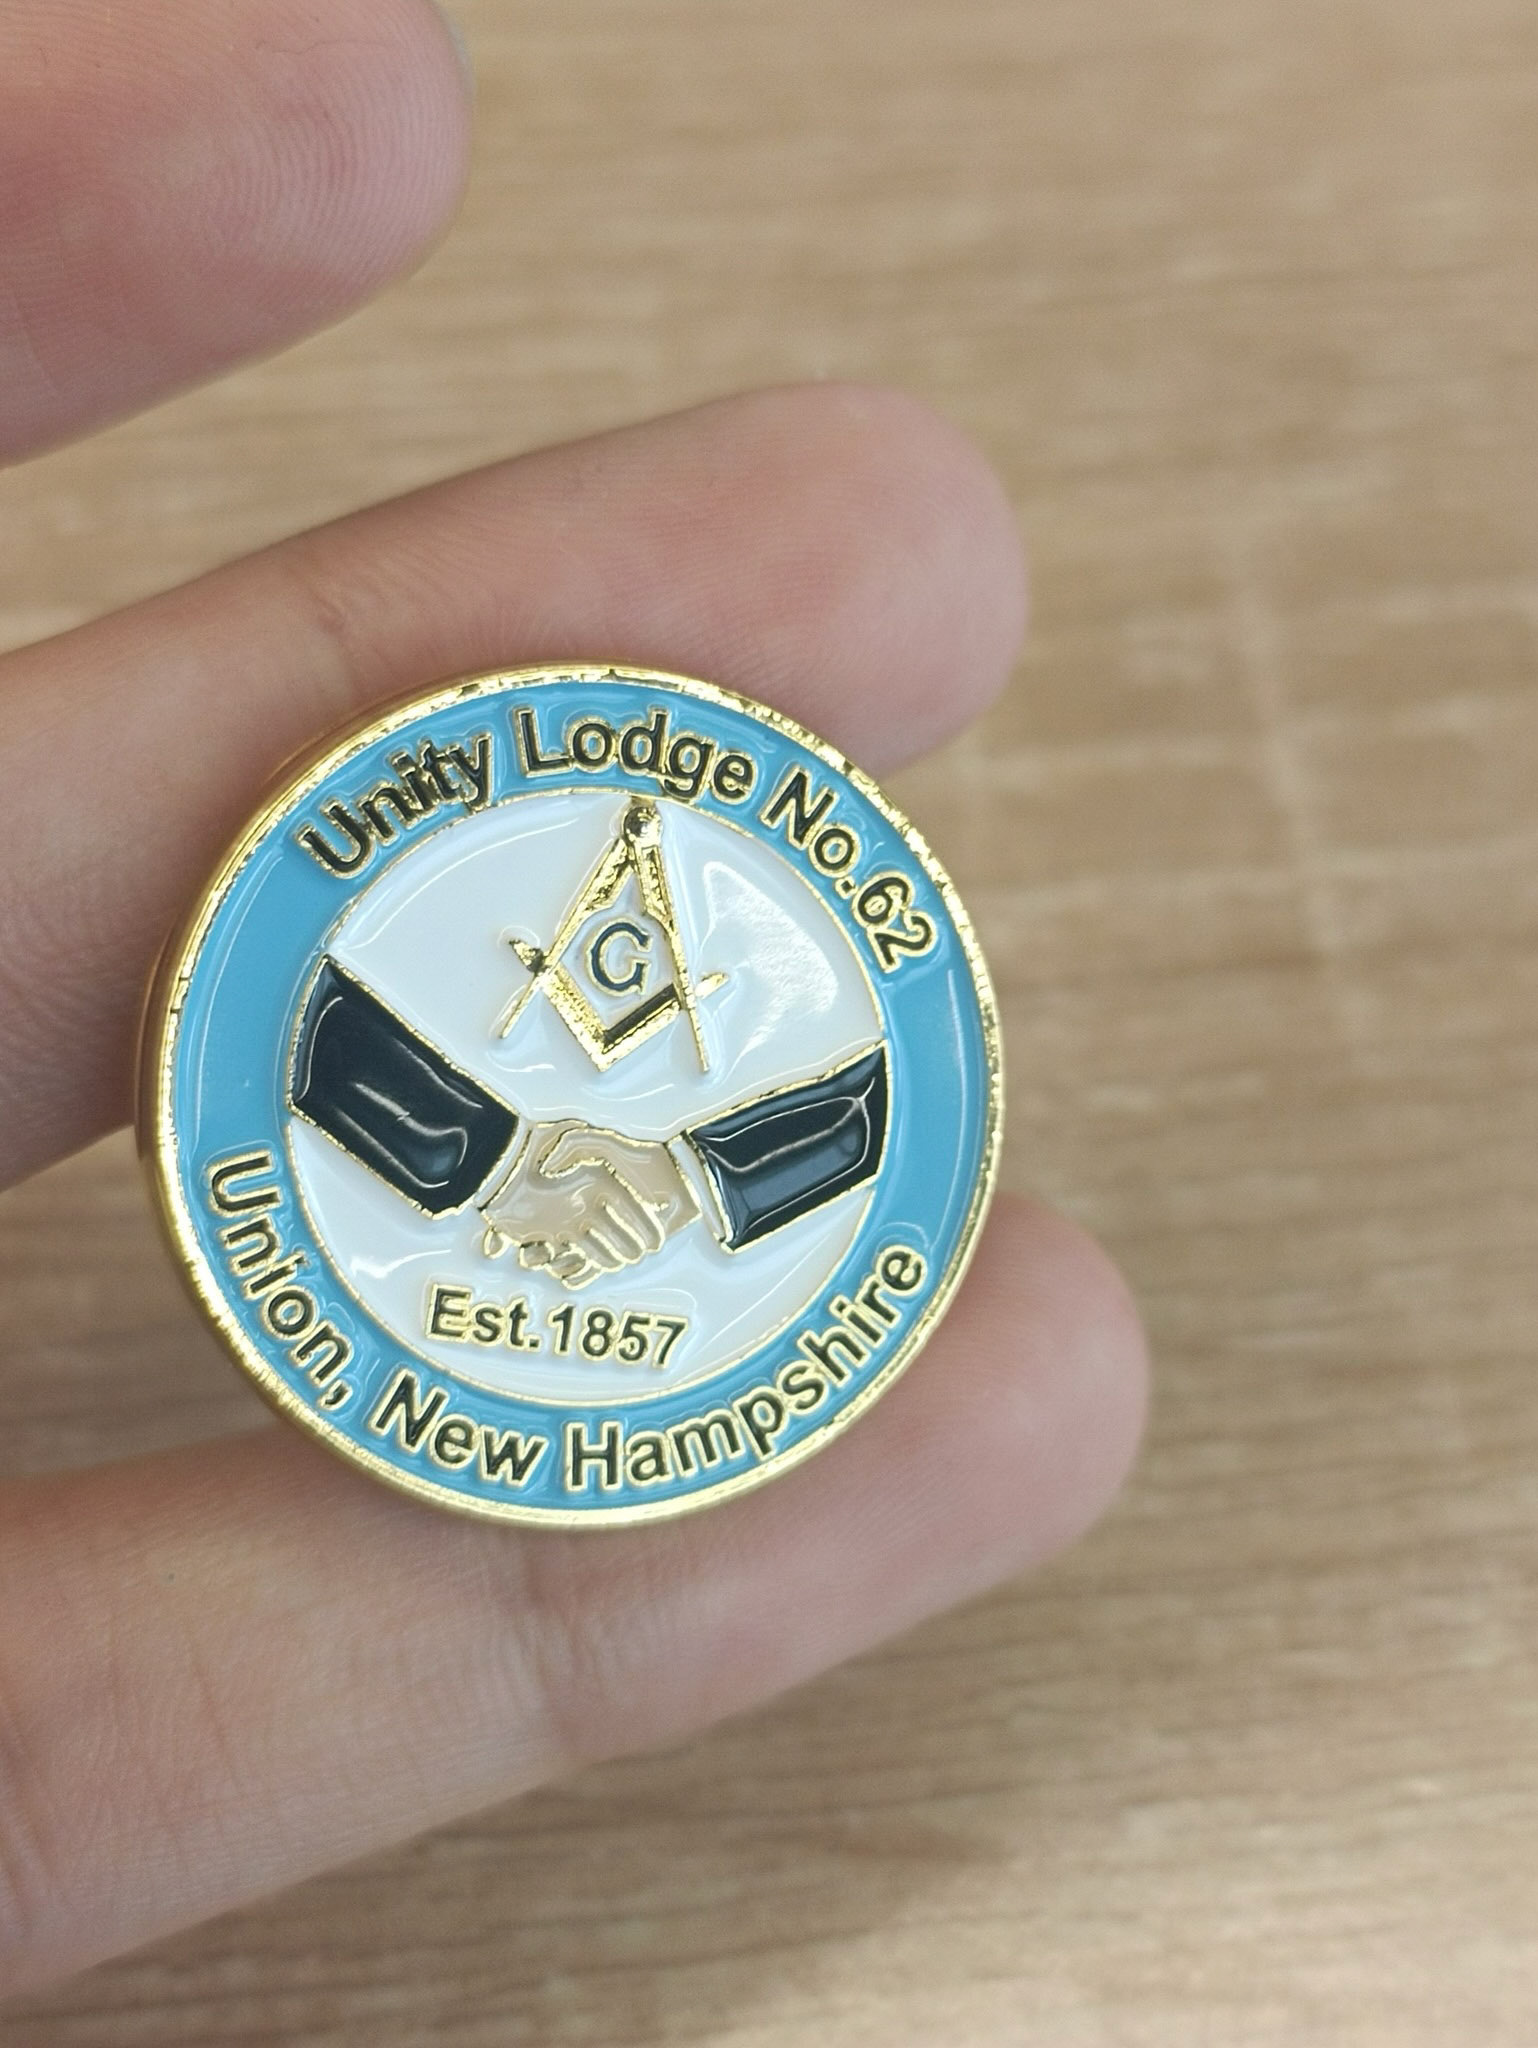 Unity Lodge No.62
G
Est.1857
Union, New Hampshire